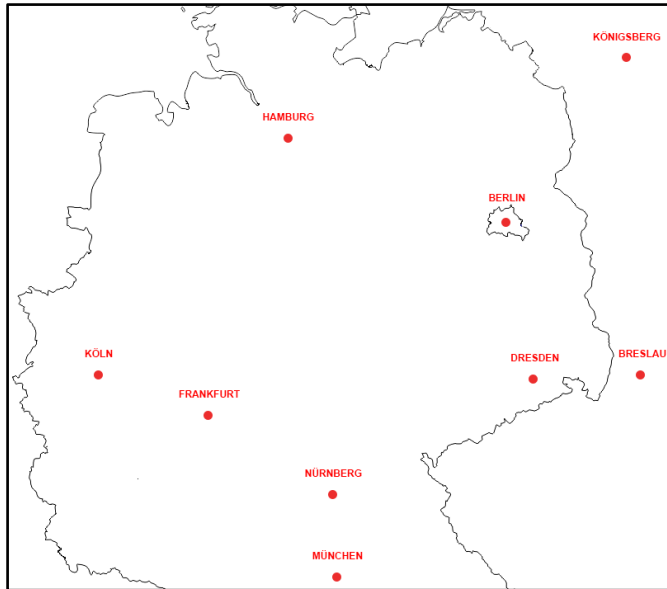 KÖNIGSBERG
HAMBURG
BERLIN
KÖLN
DRESDEN
BRESLAU
FRANKFURT
NÜRNBERG
MÜNCHEN